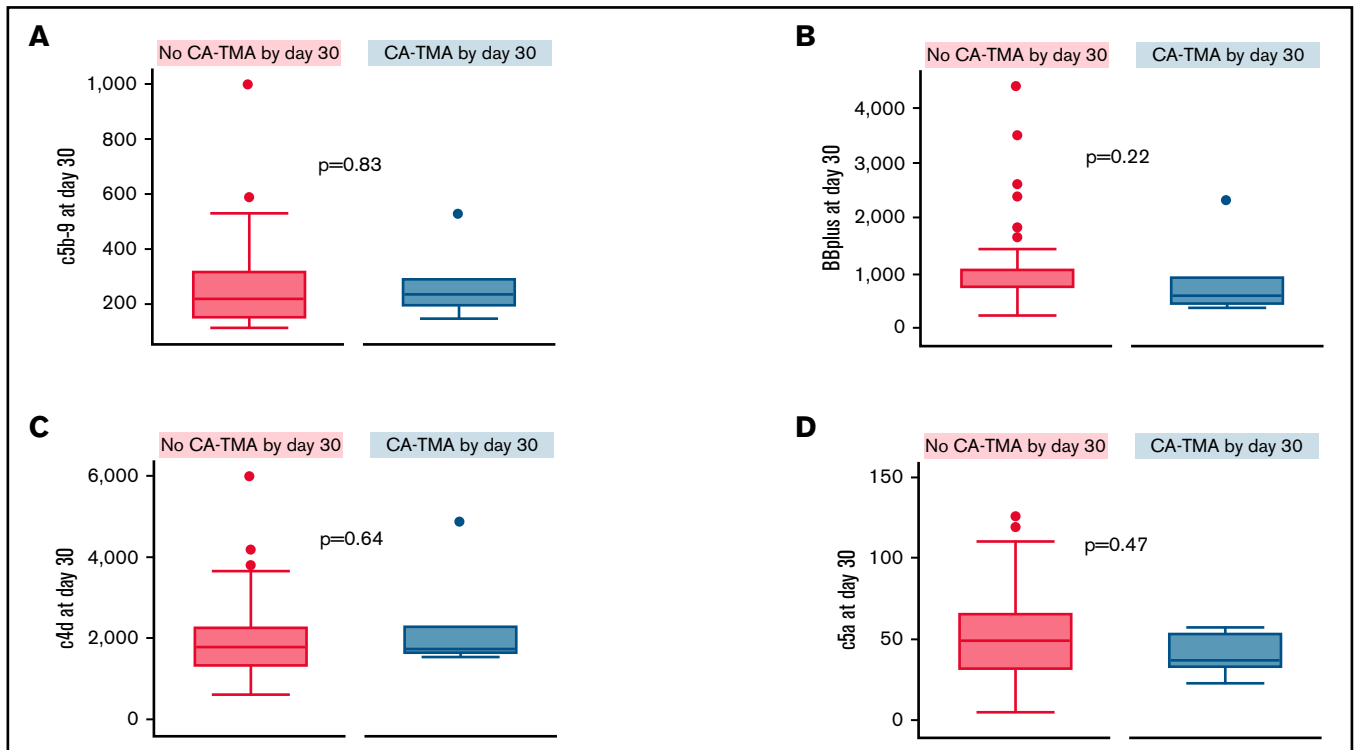 A
No CA-TMA by day 30
CA-TMA by day 30
c5b-9 at day 30
1,000
800
600
400
200
p=0.83
B
No CA-TMA by day 30
CA-TMA by day 30
BBplus at day 30
4,000
3,000
2,000
1,000
0
p=0.22
C
No CA-TMA by day 30
CA-TMA by day 30
c4d at day 30
6,000
4,000
2,000
0
p=0.64
D
No CA-TMA by day 30
CA-TMA by day 30
c5a at day 30
150
100
50
0
p=0.47